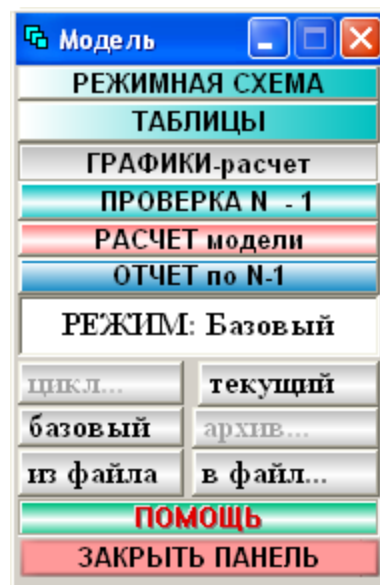 Модель
РЕЖИМНАЯ СХЕМА
ТАБЛИЦЫ
ГРАФИКИ-расчет
ПРОВЕРКА N - 1
РАСЧЕТ модели
ОТЧЕТ по N-1
РЕЖИМ: Базовый
цикл... текущий
базовый архив...
из файла в файл...
ПОМОЩЬ
ЗАКРЫТЬ ПАНЕЛЬ